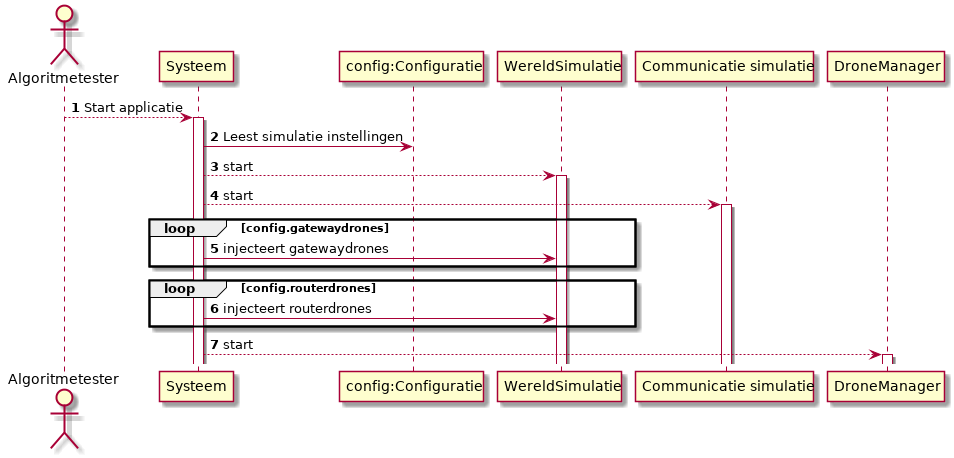 Algoritmetester
Systeem
config:Configuratie
WereldSimulatie
Communicatie simulatie
DroneManager
1 Start applicatie
2 Leest simulatie instellingen
3 start
4 start
loop [config.gatewaydrones]
5 injecteert gatewaydrones
loop [config.routerdrones]
6 injecteert routerdrones
7 start
Algoritmetester
Systeem
config:Configuratie
WereldSimulatie
Communicatie simulatie
DroneManager